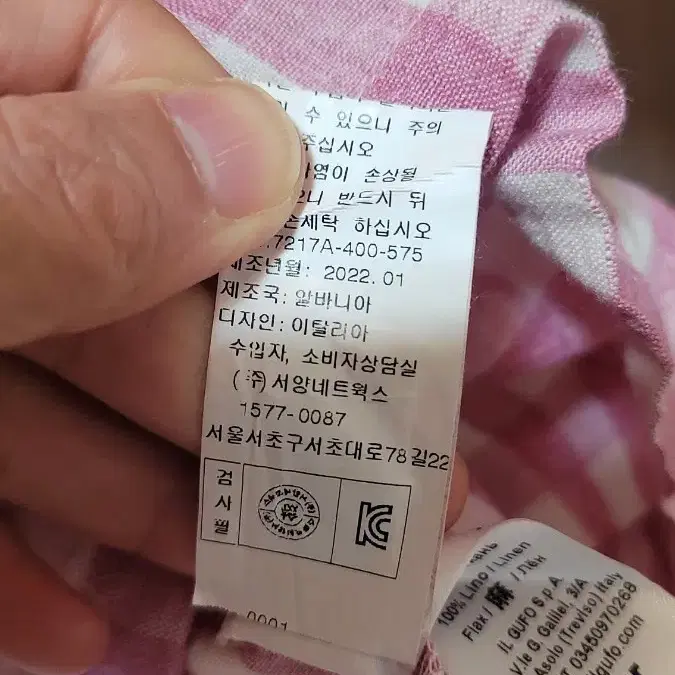 수 있으니 주의
주십시오
손상될
반드시 뒤
손세탁 하십시오
7217A-400-575
제조년월: 2022.01
제조국: 알바니아
디자인: 이탈리아
수입자, 소비자상담실
(주)서양네트웍스
1577-0087
서울서초구서초대로78길22
검사필
0001
100% Lino / Linen
Flax / 麻 / Лён
IL GUFO S.P.A.
V.le G. Galilei, 3/A
Asolo (Treviso) Italy
03450970268